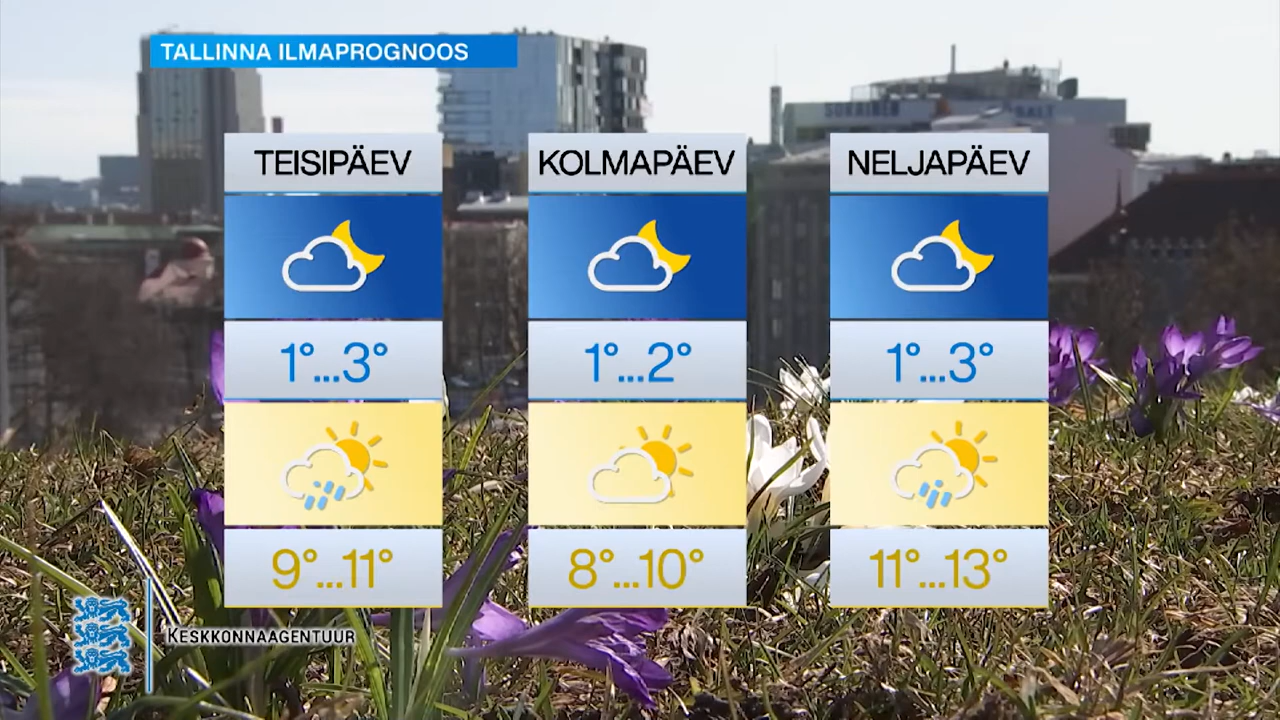 TALLINNA ILMAPROGNOOS
TEISIPÄEV
1°...3°
9°...11°
KOLMAPÄEV
1°...2°
8°...10°
NELJAPÄEV
1°...3°
11°...13°
KESKKONNAAGENTUUR